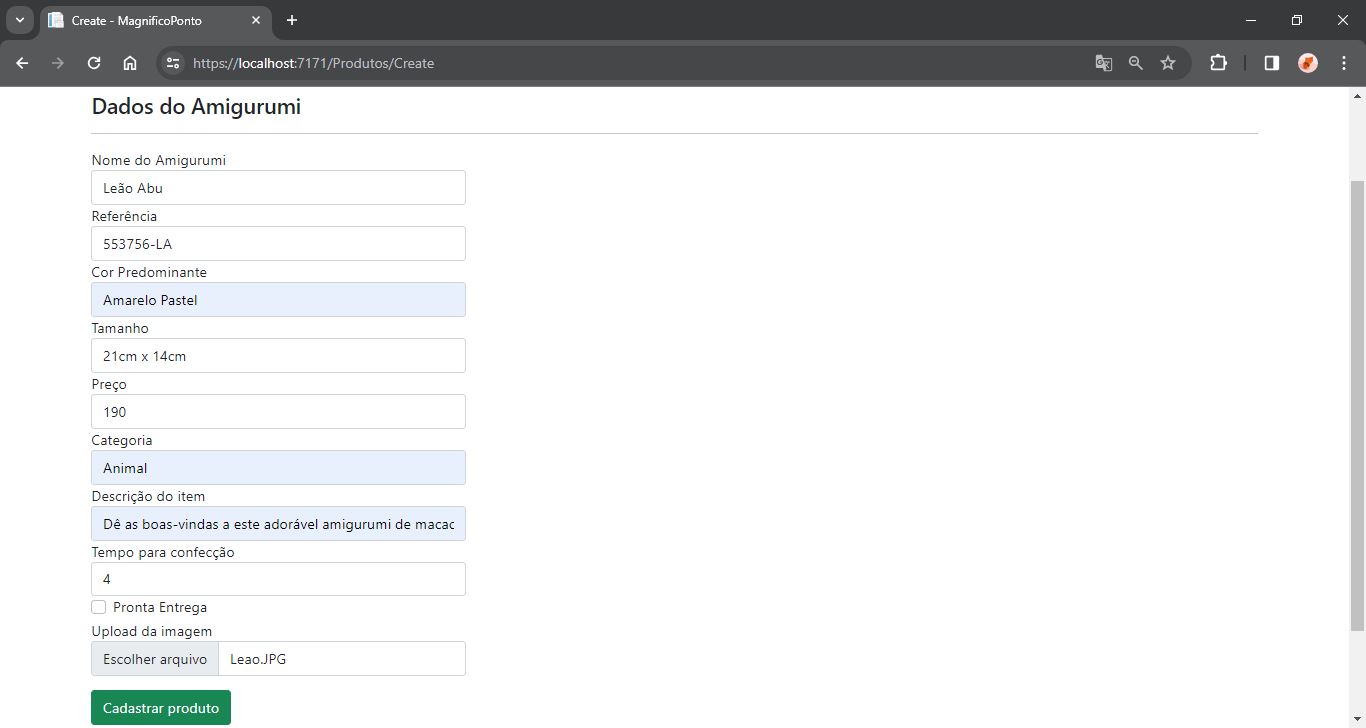 Create - MagnificoPonto
https://localhost:7171/Produtos/Create
Dados do Amigurumi
Nome do Amigurumi
Leão Abu
Referência
553756-LA
Cor Predominante
Amarelo Pastel
Tamanho
21cm x 14cm
Preço
190
Categoria
Animal
Descrição do item
Dê as boas-vindas a este adorável amigurumi de macac
Tempo para confecção
4
Pronta Entrega
Upload da imagem
Escolher arquivo Leao.JPG
Cadastrar produto